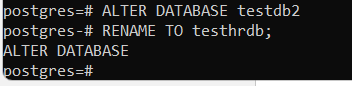 postgres=# ALTER DATABASE testdb2
postgres-# RENAME TO testhrdb;
ALTER DATABASE
postgres=#